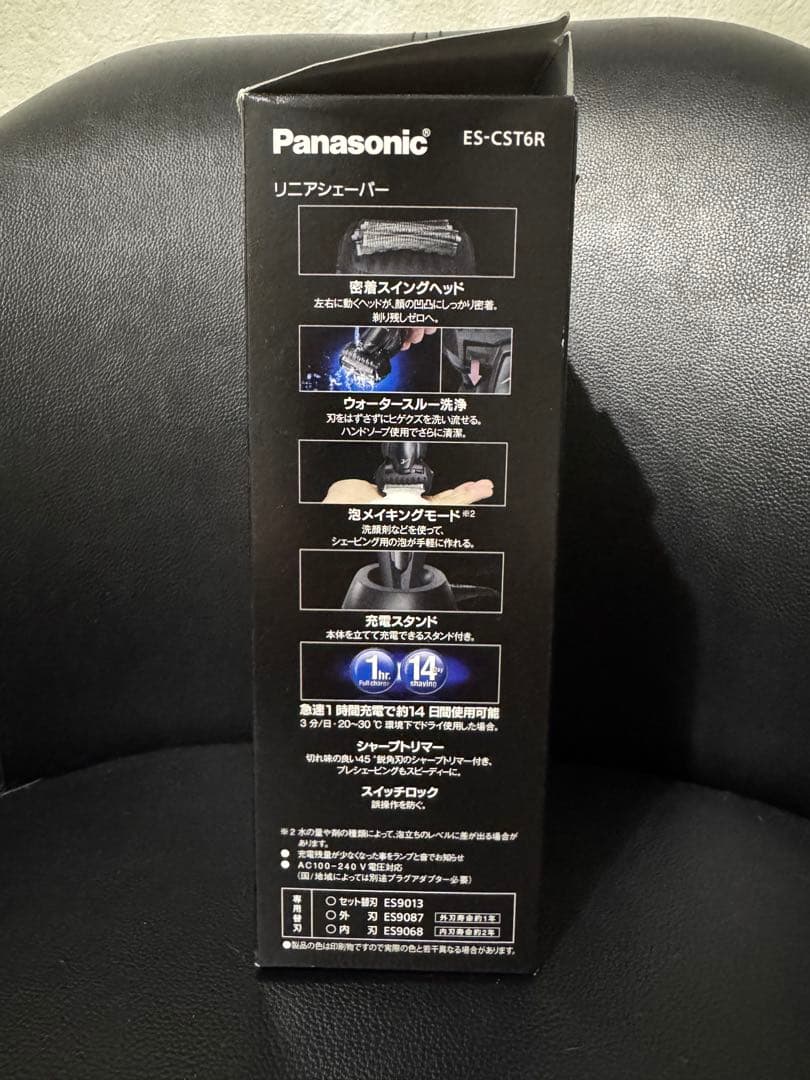 Panasonic® ES-CST6R
リニアシェーバー
密着スイングヘッド
左右に動くヘッドが、顔の凹凸にしっかり密着。
剃り残しゼロへ。
ウォータースルー洗浄
刃をはずさずにヒゲクズを洗い流せる。
ハンドソープ使用でさらに清潔。
泡メイキングモード※2
洗顔剤などを使って、
シェービング用の泡が手軽に作れる。
充電スタンド
本体を立てて充電できるスタンド付き。
1hr. 14day
Full charge shaving
急速1時間充電で約14日間使用可能
3分/日・20~30℃環境下でドライ使用した場合。
シャープトリマー
切れ味の良い45°鋭角刃のシャープトリマー付き、
プレシェービングもスピーディーに。
スイッチロック
誤操作を防ぐ。
※2 水の量や剤の種類によって、泡立ちのレベルに差が出る場合が
あります。
● 充電残量が少なくなった事をランプと音でお知らせ
● AC100-240 V電圧対応
(国/地域によっては別途プラグアダプター必要)
専用替刃
○セット替刃 ES9013
○外 刃 ES9087 外刃寿命約1年
○内 刃 ES9068 内刃寿命約2年
●製品の色は印刷物ですので実際の色と若干異なる場合があります。